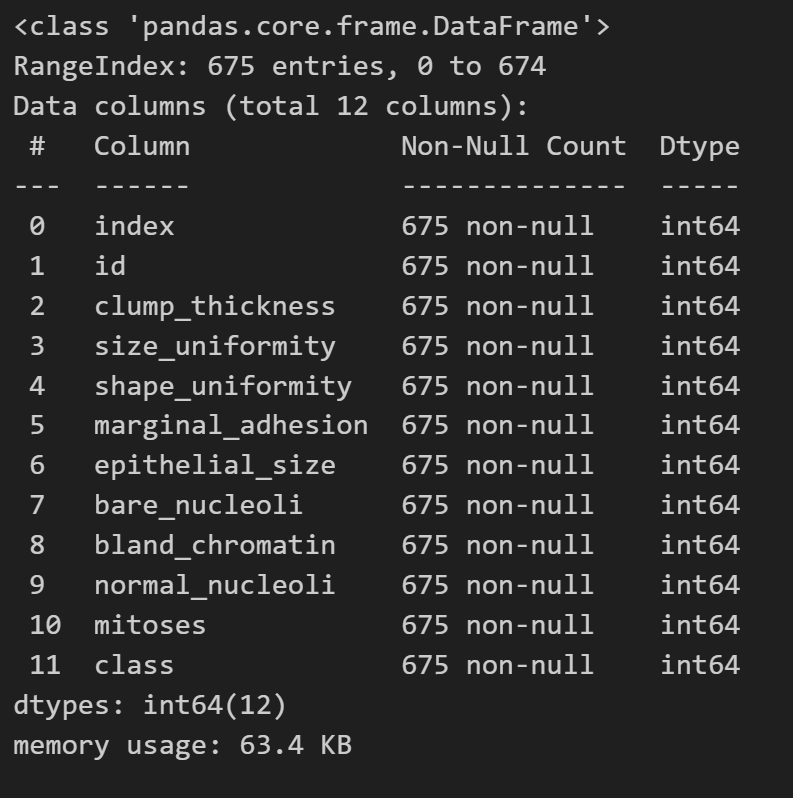 <class 'pandas.core.frame.DataFrame'>
RangeIndex: 675 entries, 0 to 674
Data columns (total 12 columns):
 #   Column             Non-Null Count  Dtype
---  ------             --------------  -----
 0   index              675 non-null    int64
 1   id                 675 non-null    int64
 2   clump_thickness    675 non-null    int64
 3   size_uniformity    675 non-null    int64
 4   shape_uniformity   675 non-null    int64
 5   marginal_adhesion  675 non-null    int64
 6   epithelial_size    675 non-null    int64
 7   bare_nucleoli      675 non-null    int64
 8   bland_chromatin    675 non-null    int64
 9   normal_nucleoli    675 non-null    int64
 10  mitoses            675 non-null    int64
 11  class              675 non-null    int64
dtypes: int64(12)
memory usage: 63.4 KB